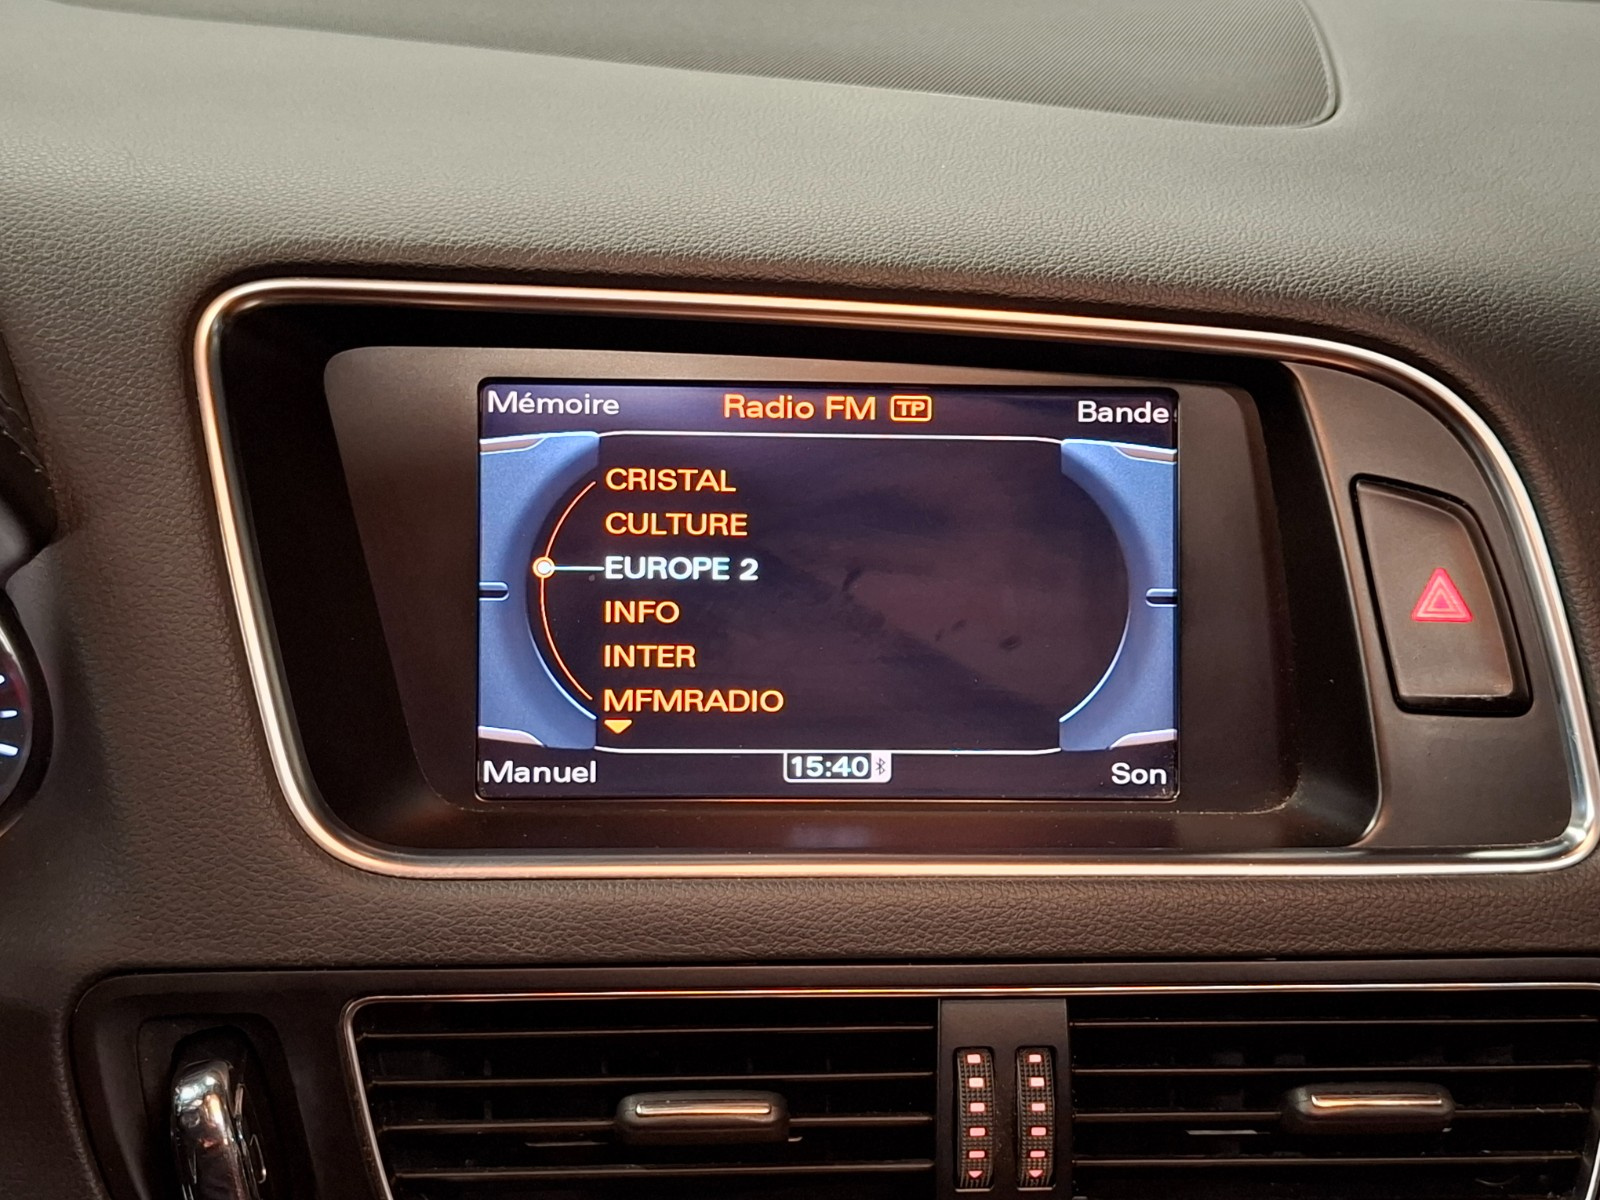 Mémoire
Radio FM TP
Bande
CRISTAL
CULTURE
EUROPE 2
INFO
INTER
MFMRADIO
Manuel
15:40
Son